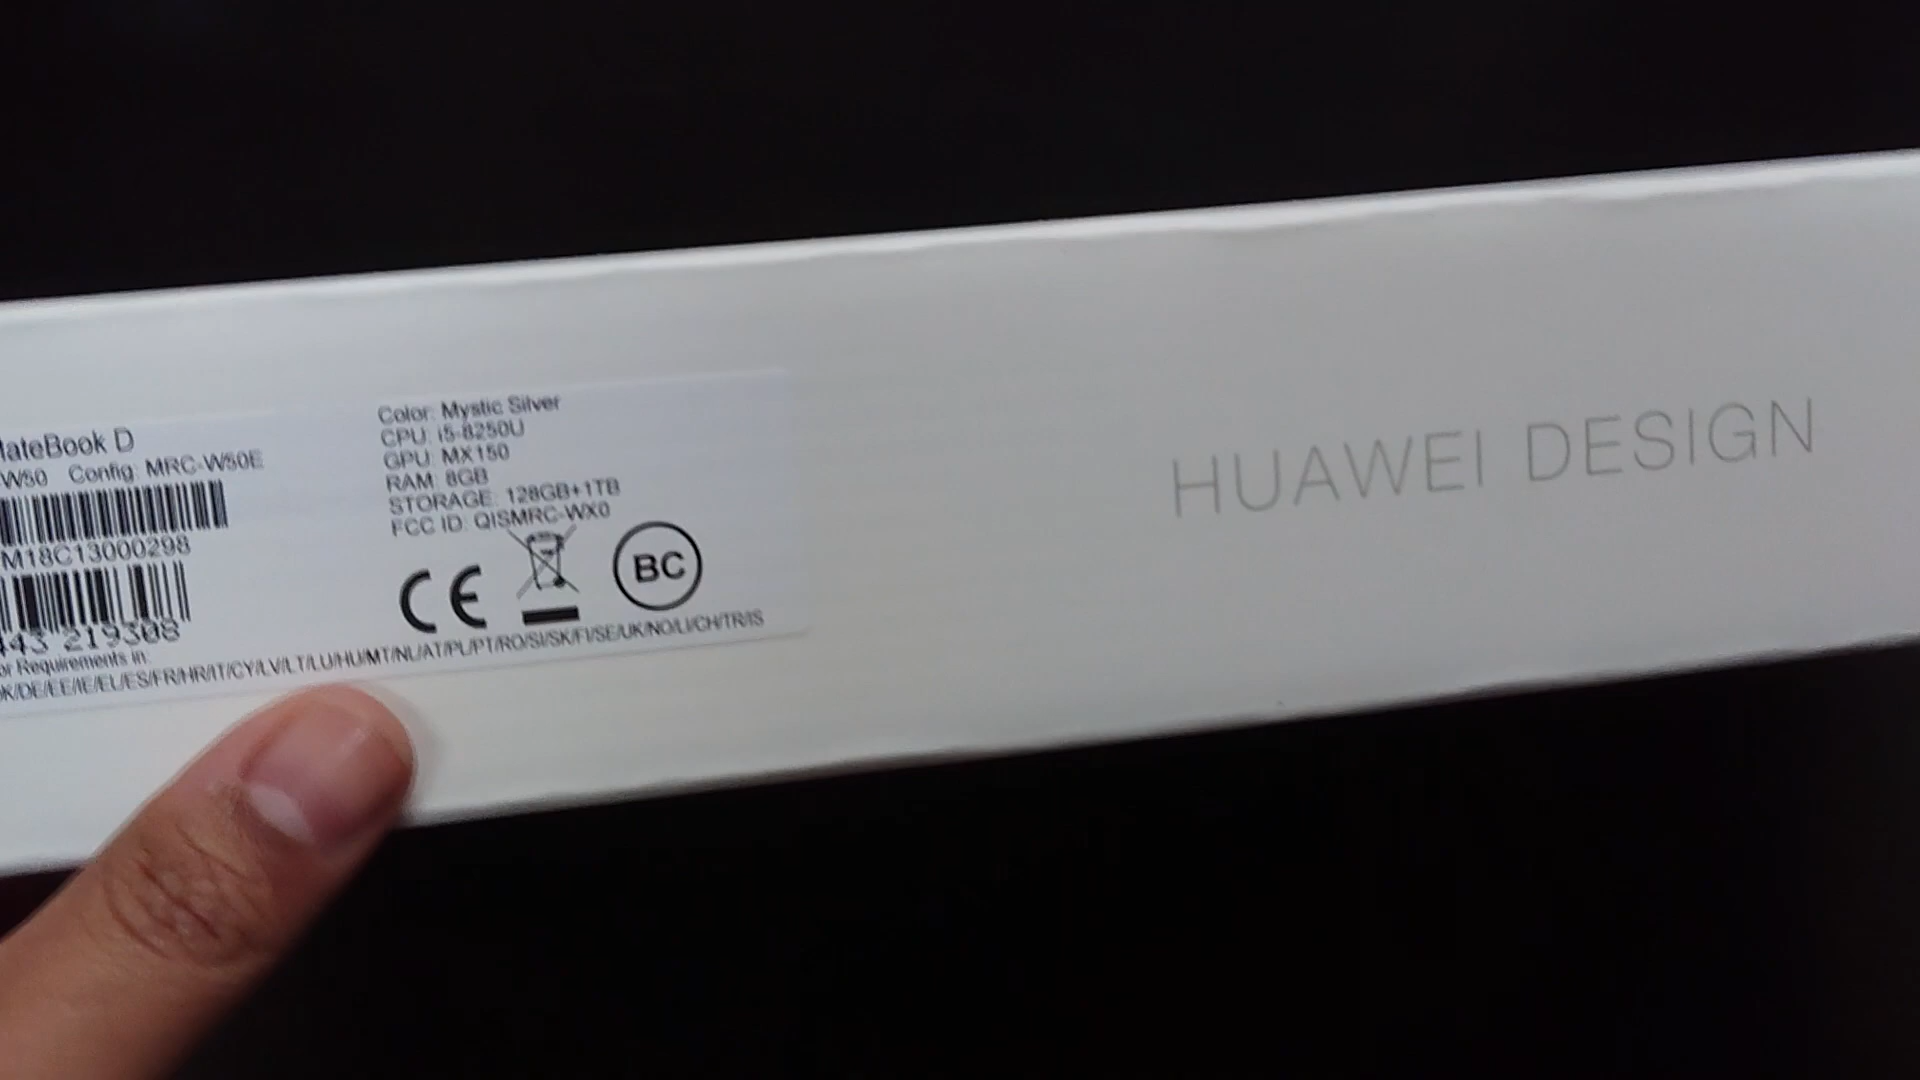 MateBook D
W50 Config: MRC-W50E
M18C13000298
443 219308
or Requirements in:
K/DE/EE/IE/EL/ES/FR/HR/IT/CY/LV/LT/LU/HU/MT/NL/AT/PL/PT/RO/SI/SK/FI/SE/UK/NO/LI/CH/TR/IS
Color: Mystic Silver
CPU: i5-8250U
GPU: MX150
RAM: 8GB
STORAGE: 128GB+1TB
FCC ID: QISMRC-WX0
CE
BC
HUAWEI DESIGN